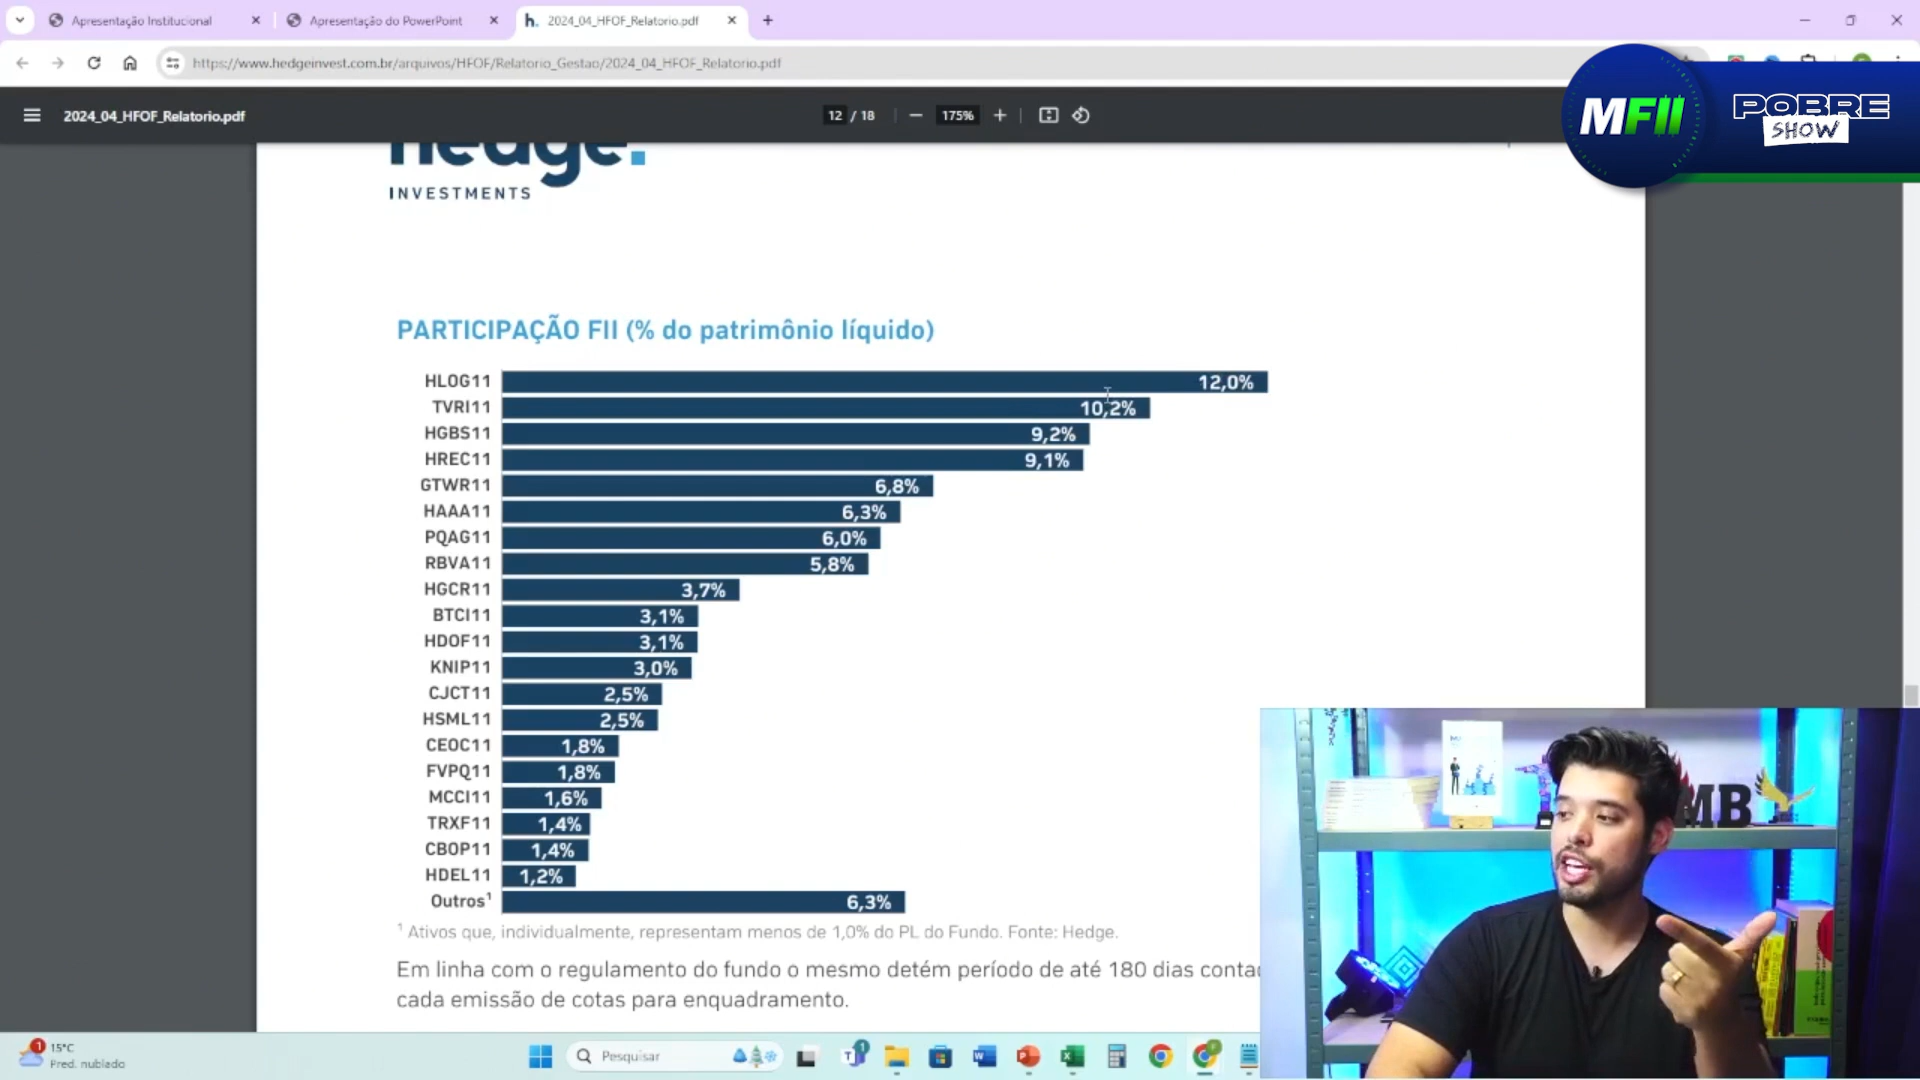 Apresentação Institucional
Apresentação do PowerPoint
h. 2024_04_HFOF_Relatorio.pdf
https://www.hedgeinvest.com.br/arquivos/HFOF/Relatorio_Gestao/2024_04_HFOF_Relatorio.pdf
2024_04_HFOF_Relatorio.pdf
12 / 18
175%
MFII
POBRE
SHOW
hedge.
INVESTMENTS
PARTICIPAÇÃO FII (% do patrimônio líquido)
HLOG11 12,0%
TVRI11 10,2%
HGBS11 9,2%
HREC11 9,1%
GTWR11 6,8%
HAAA11 6,3%
PQAG11 6,0%
RBVA11 5,8%
HGCR11 3,7%
BTCI11 3,1%
HDOF11 3,1%
KNIP11 3,0%
CJCT11 2,5%
HSML11 2,5%
CEOC11 1,8%
FVPQ11 1,8%
MCCI11 1,6%
TRXF11 1,4%
CBOP11 1,4%
HDEL11 1,2%
Outros¹ 6,3%
¹ Ativos que, individualmente, representam menos de 1,0% do PL do Fundo. Fonte: Hedge.
Em linha com o regulamento do fundo o mesmo detém período de até 180 dias
cada emissão de cotas para enquadramento.
MB
1
15°C
Pred. nublado
Pesquisar
1